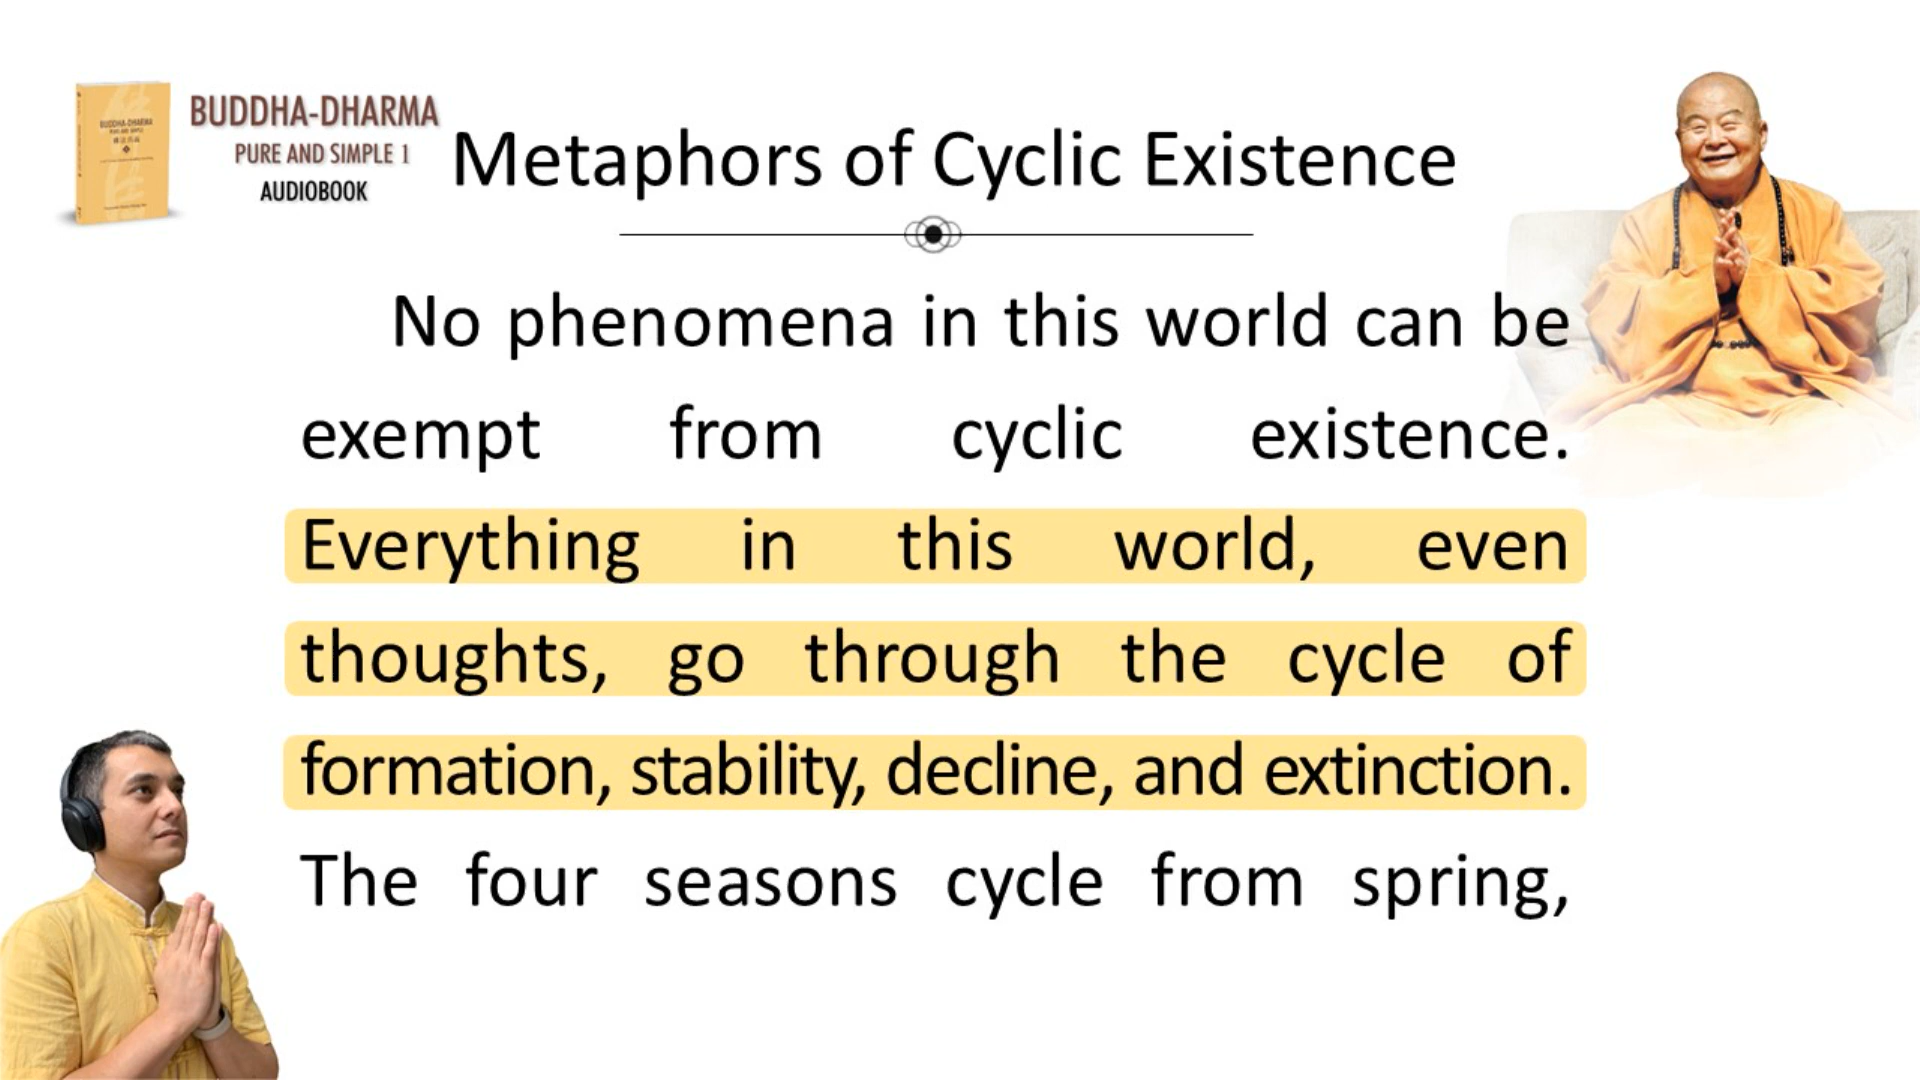 BUDDHA-DHARMA
PURE AND SIMPLE 1
AUDIOBOOK
BUDDHA-DHARMA
Metaphors of Cyclic Existence
No phenomena in this world can be
exempt from cyclic existence.
Everything in this world, even
thoughts, go through the cycle of
formation, stability, decline, and extinction.
The four seasons cycle from spring,